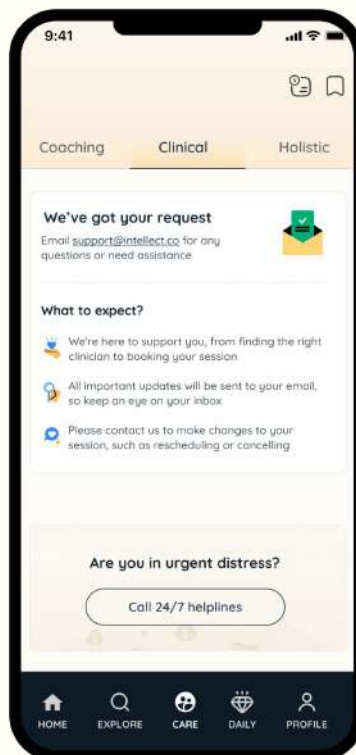 9:41
Coaching Clinical Holistic
We've got your request
Email support@intellect.co for any
questions or need assistance
What to expect?
We're here to support you, from finding the right
clinician to booking your session
All important updates will be sent to your email,
so keep an eye on your inbox
Please contact us to make changes to your
session, such as rescheduling or cancelling
Are you in urgent distress?
Call 24/7 helplines
HOME EXPLORE CARE DAILY PROFILE